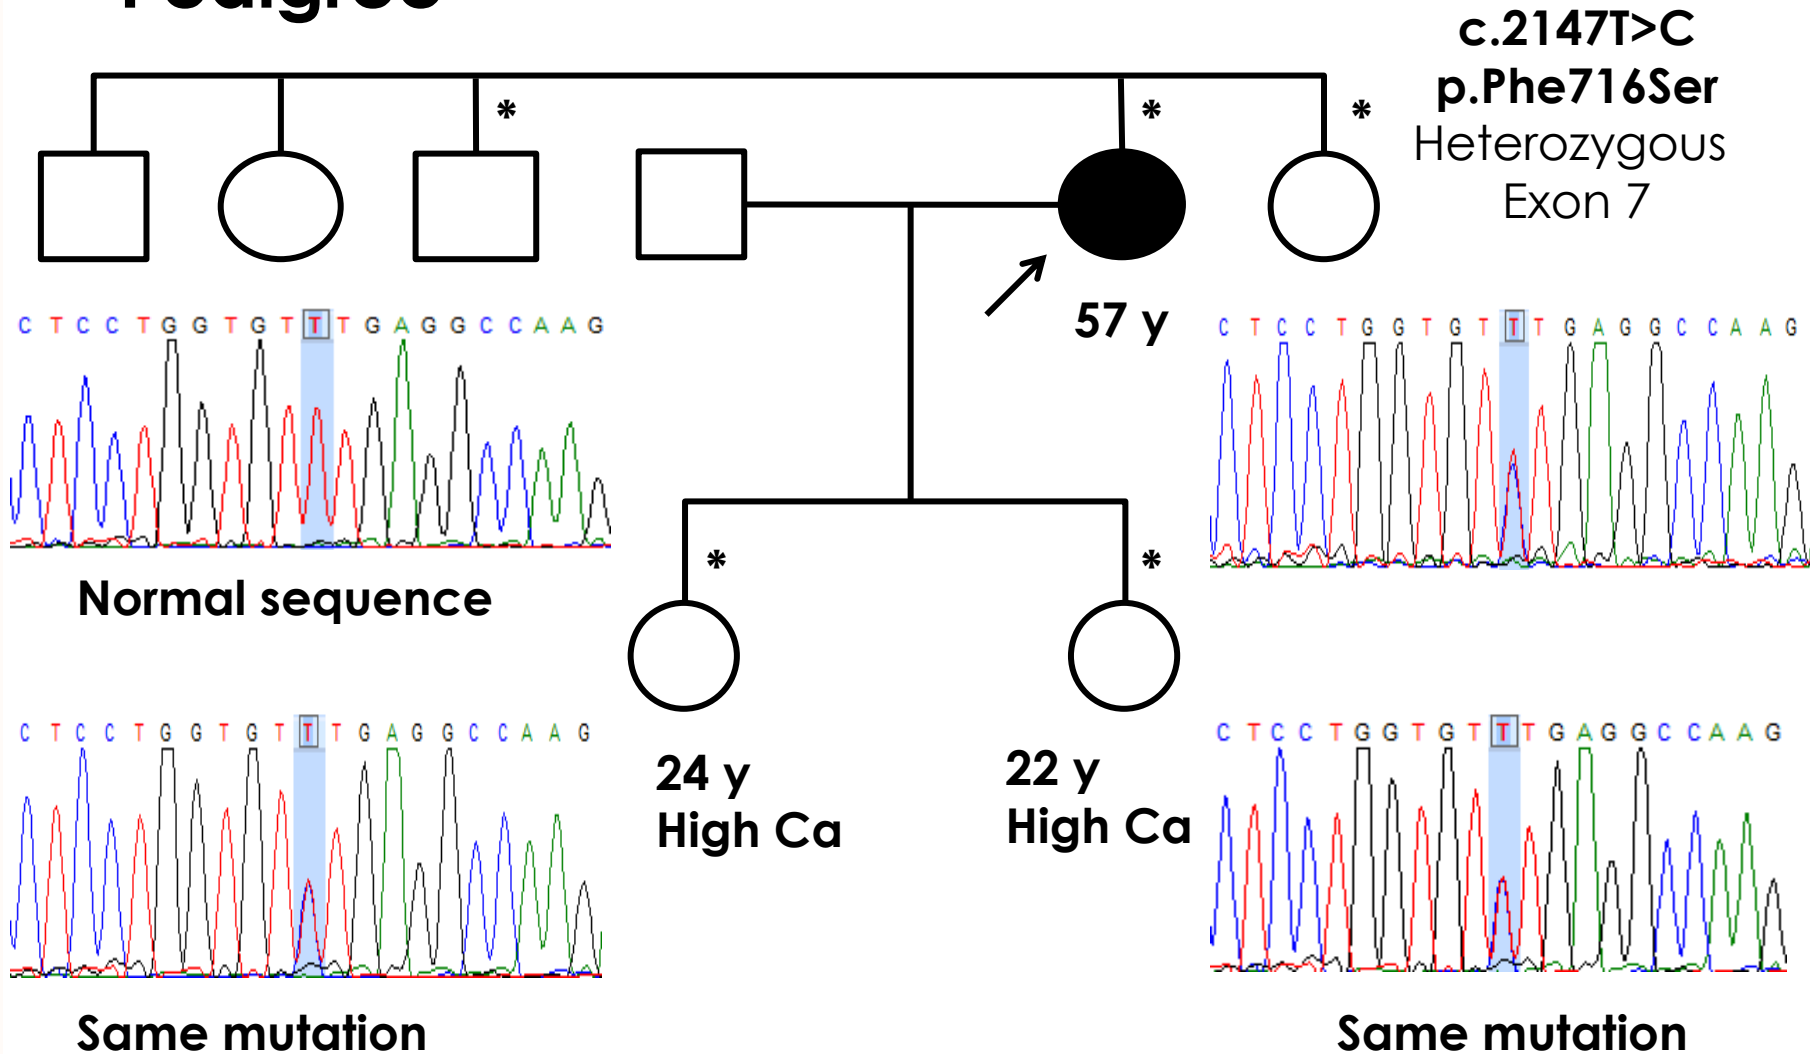 c.2147T>C
p.Phe716Ser
Heterozygous
Exon 7
*
*
*
57 y
C T C C T G G T G T T T G A G G C C A A G
C T C C T G G T G T T T G A G G C C A A G
Normal sequence
*
*
24 y
High Ca
22 y
High Ca
C T C C T G G T G T T T G A G G C C A A G
C T C C T G G T G T T T G A G G C C A A G
Same mutation
Same mutation